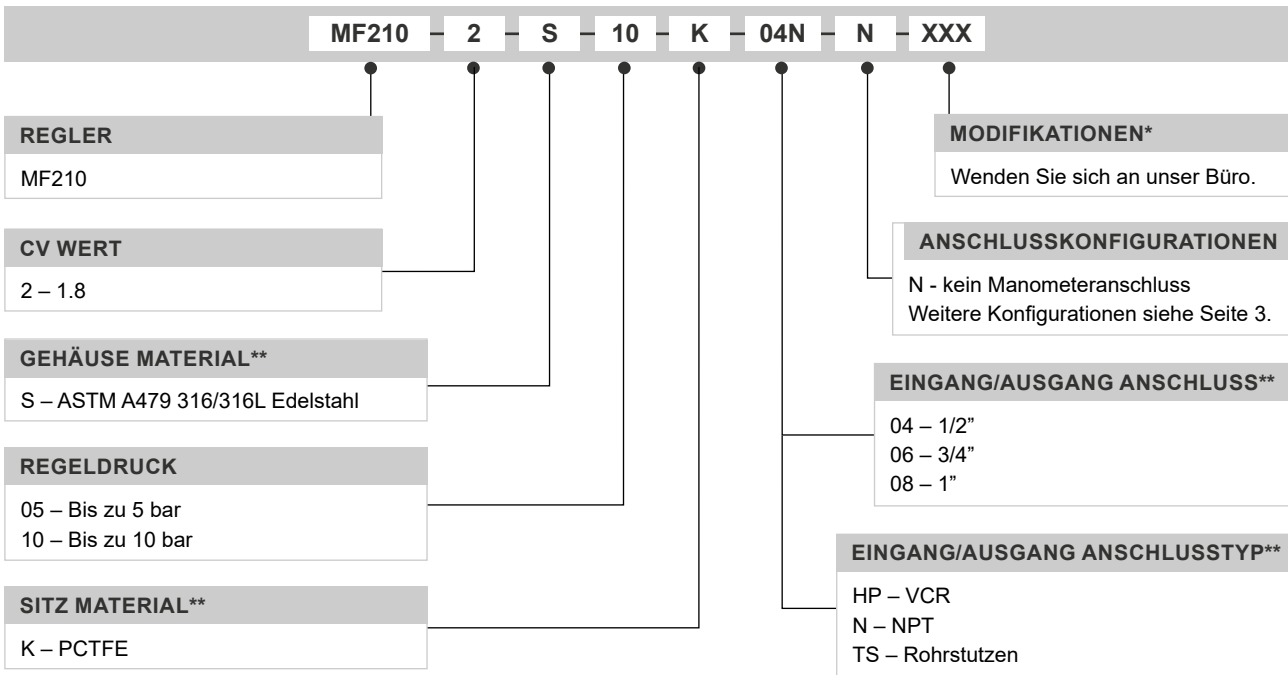 MF210 – 2 – S – 10 – K – 04N – N – XXX
REGLER
MF210
CV WERT
2 – 1.8
GEHÄUSE MATERIAL**
S – ASTM A479 316/316L Edelstahl
REGELDRUCK
05 – Bis zu 5 bar
10 – Bis zu 10 bar
SITZ MATERIAL**
K – PCTFE
MODIFIKATIONEN*
Wenden Sie sich an unser Büro.
ANSCHLUSSKONFIGURATIONEN
N - kein Manometeranschluss
Weitere Konfigurationen siehe Seite 3.
EINGANG/AUSGANG ANSCHLUSS**
04 – 1/2”
06 – 3/4”
08 – 1”
EINGANG/AUSGANG ANSCHLUSSTYP**
HP – VCR
N – NPT
TS – Rohrstutzen